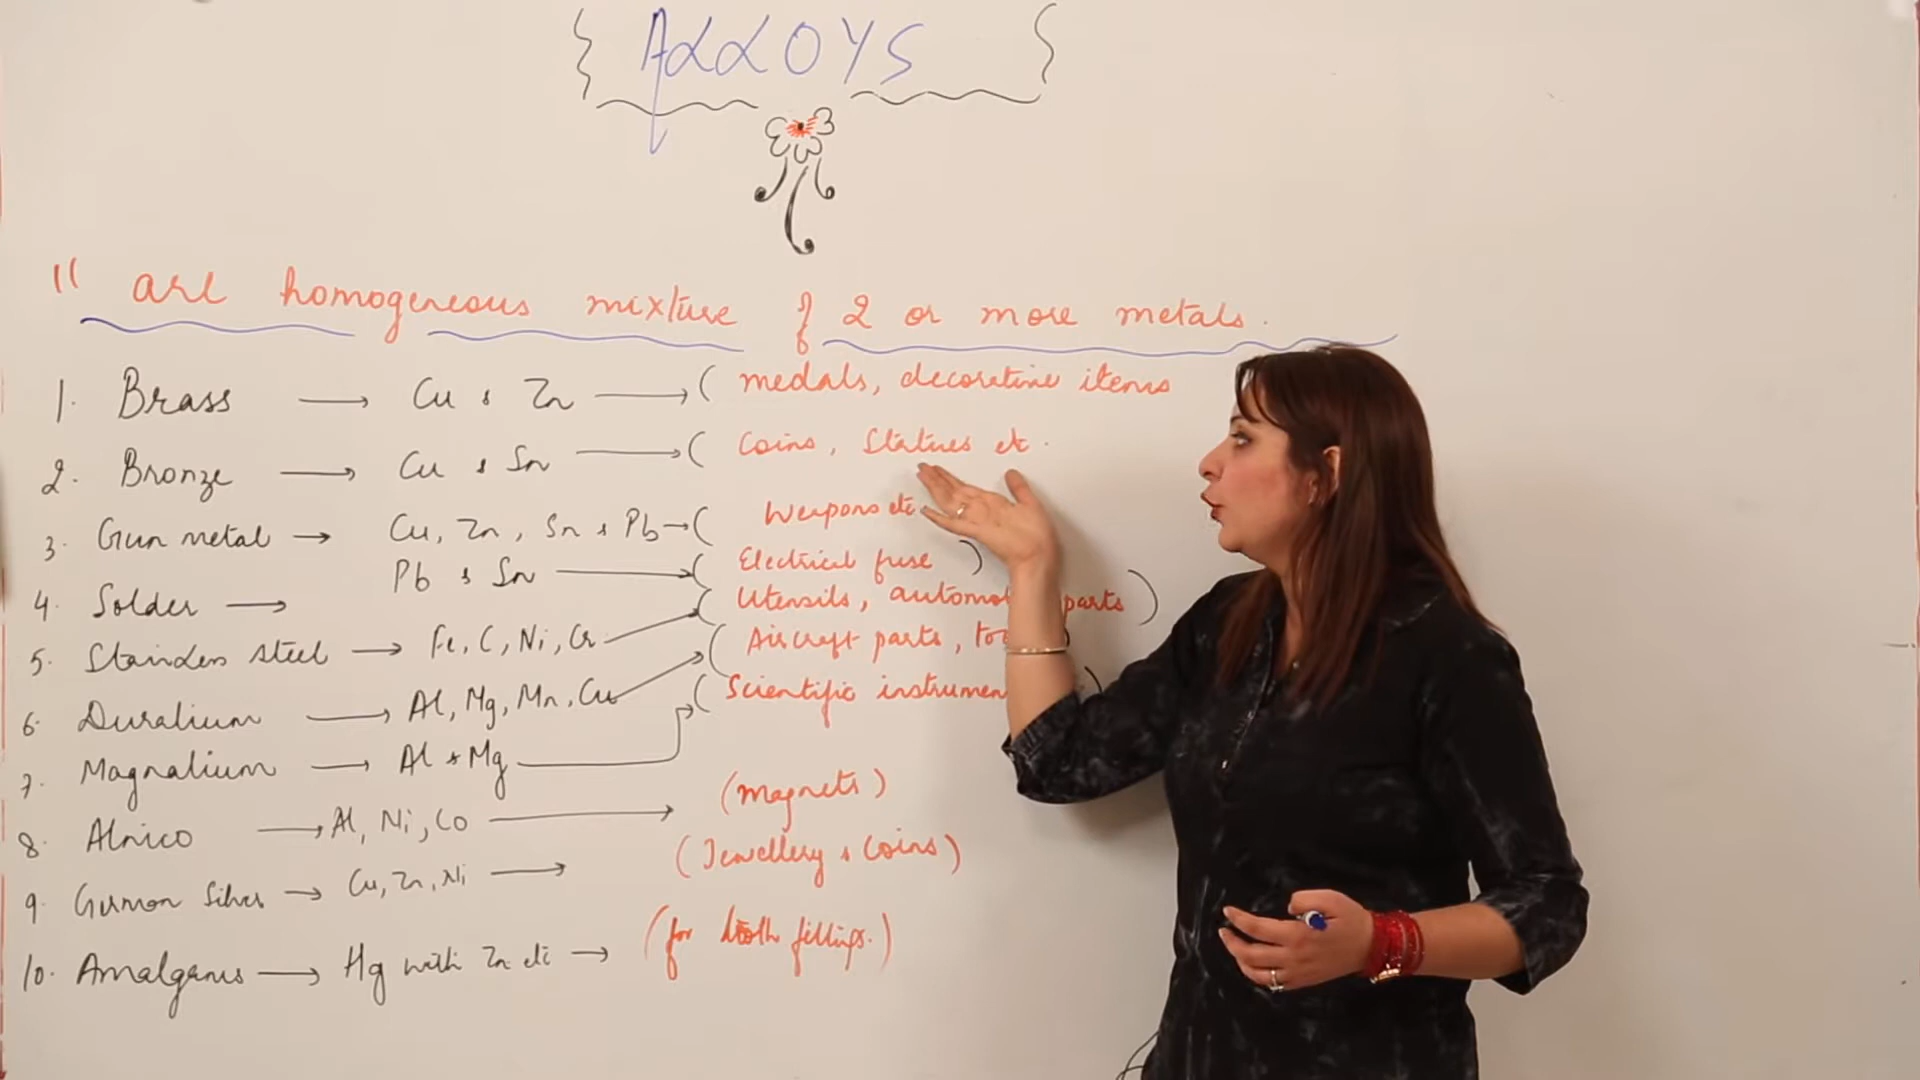 ALLOYS
" are homogeneous mixture of 2 or more metals.
1. Brass → Cu & Zn → ( medals, decorative items
2. Bronze → Cu & Sn → ( Coins, Statues etc.
3. Gun metal → Cu, Zn, Sn & Pb → ( Weapons etc
4. Solder → Pb & Sn → ( Electrical fuse )
5. Stainless steel → Fe, C, Ni, Cr → ( Utensils, parts )
6. Duralium → Al, Mg, Mn, Cu → ( Aircraft parts,
7. Magnalium → Al & Mg → ( Scientific )
8. Alnico → Al, Ni, Co → (Magnets)
9. German Silver → Cu, Zn, Ni → (Jewellery & Coins)
10. Amalgams → Hg with Zn etc → (for tooth fillings.)